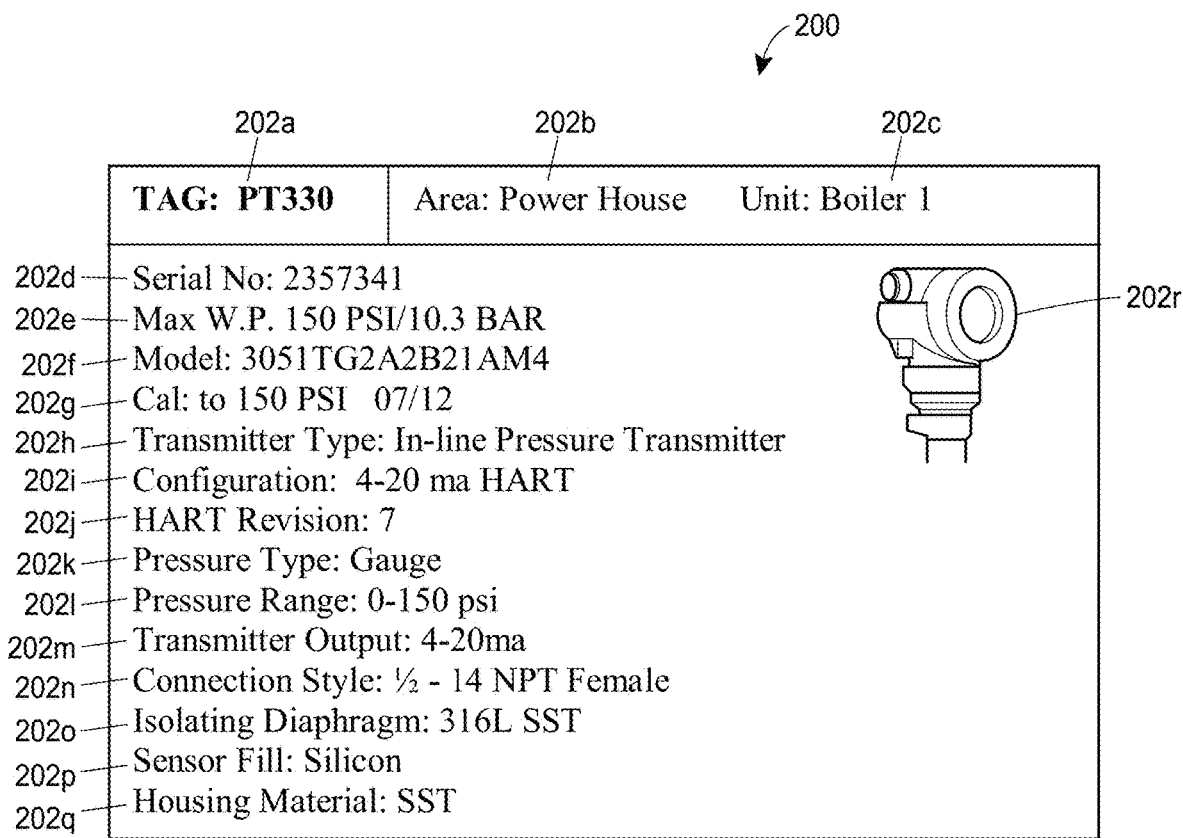 200
202a 202b 202c
TAG: PT330 Area: Power House Unit: Boiler 1
202d Serial No: 2357341
202r
202e Max W.P. 150 PSI/10.3 BAR
202f Model: 3051TG2A2B21AM4
202g Cal: to 150 PSI 07/12
202h Transmitter Type: In-line Pressure Transmitter
202i Configuration: 4-20 ma HART
202j HART Revision: 7
202k Pressure Type: Gauge
202l Pressure Range: 0-150 psi
202m Transmitter Output: 4-20ma
202n Connection Style: ½ - 14 NPT Female
202o Isolating Diaphragm: 316L SST
202p Sensor Fill: Silicon
202q Housing Material: SST